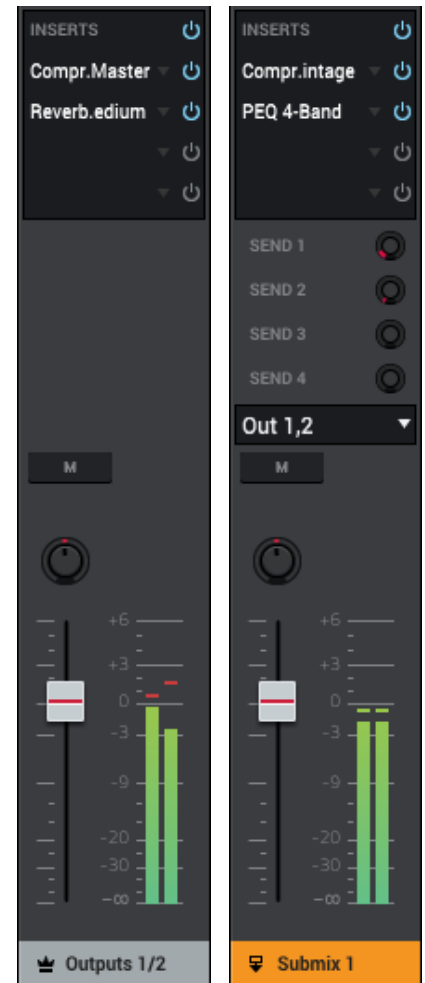 INSERTS
Compr.Master
Reverb.edium
M
+6
+3
0
-3
-9
-20
-30
-∞
Outputs 1/2
INSERTS
Compr.intage
PEQ 4-Band
SEND 1
SEND 2
SEND 3
SEND 4
Out 1,2
M
+6
+3
0
-3
-9
-20
-30
-∞
Submix 1